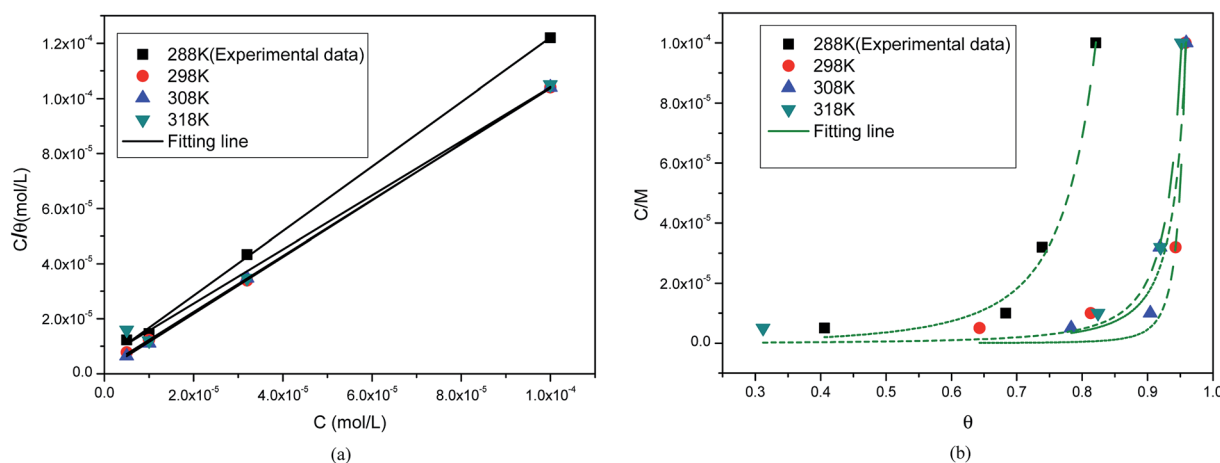 1.2x10⁻⁴
1.0x10⁻⁴
8.0x10⁻⁵
6.0x10⁻⁵
4.0x10⁻⁵
2.0x10⁻⁵
0.0
C/θ(mol/L)
288K(Experimental data)
298K
308K
318K
Fitting line
2.0x10⁻⁵
4.0x10⁻⁵
6.0x10⁻⁵
8.0x10⁻⁵
1.0x10⁻⁴
C (mol/L)
(a)
1.0x10⁻⁴
8.0x10⁻⁵
6.0x10⁻⁵
4.0x10⁻⁵
2.0x10⁻⁵
0.0
C/M
288K(Experimental data)
298K
308K
318K
Fitting line
0.3
0.4
0.5
0.6
0.7
0.8
0.9
1.0
θ
(b)